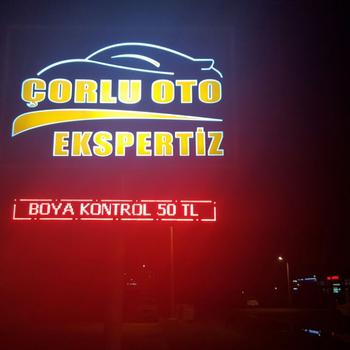 ÇORLU OTO
EKSPERTİZ
BOYA KONTROL 50 TL